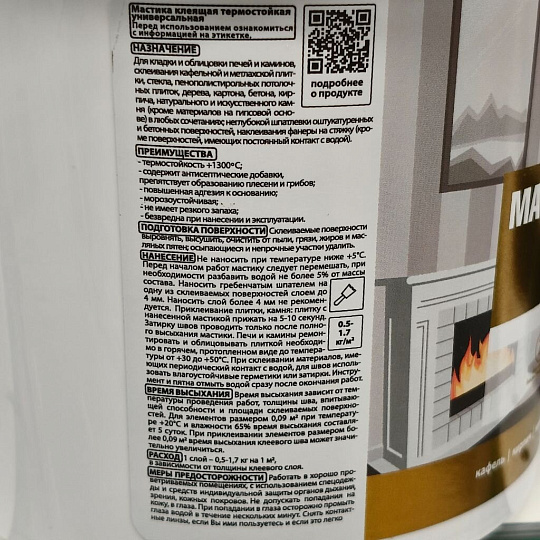 Мастика клеящая термостойкая
универсальная
Перед использованием ознакомиться
с информацией на этикетке.
НАЗНАЧЕНИЕ
Для кладки и облицовки печей и каминов,
склеивания кафельной и метлахской плит-
ки, стекла, пенополистирольных потолоч-
ных плиток, дерева, картона, бетона, кир-
пича, натурального и искусственного кам-
ня (кроме материалов на гипсовой осно-
ве) в любых сочетаниях; неглубокой шпатлевки оштукатуренных
и бетонных поверхностей, наклеивания фанеры на стяжку (кро-
ме поверхностей, имеющих постоянный контакт с водой).
подробнее
о продукте
ПРЕИМУЩЕСТВА
- термостойкость +1300°С;
- содержит антисептические добавки,
препятствует образованию плесени и грибов;
- повышенная адгезия к основанию;
- морозоустойчивая;
- не имеет резкого запаха;
- безвредна при нанесении и эксплуатации.
ПОДГОТОВКА ПОВЕРХНОСТИ Склеиваемые поверхности
выровнять, высушить, очистить от пыли, грязи, жиров и мас-
ляных пятен; осыпающиеся и непрочные участки удалить.
НАНЕСЕНИЕ Не наносить при температуре ниже +5°С.
Перед началом работ мастику следует перемешать, при
необходимости разбавить водой не более 5% от массы
состава. Наносить гребенчатым шпателем на
одну из склеиваемых поверхностей слоем до
4 мм. Наносить слой более 4 мм не рекомен-
дуется. Приклеивание плитки, камня: плитку с
нанесенной мастикой прижать на 5-10 секунд.
Затирку швов проводить только после полно-
го высыхания мастики. Печи и камины ремон-
тировать и облицовывать плиткой необходи-
мо в горячем, протопленном виде до темпера-
туры от +30 до +50°С. При склеивании материалов, име-
ющих периодический контакт с водой, для швов исполь-
зовать влагоустойчивые герметики или затирки. Инстру-
мент и пятна отмыть водой сразу после окончания работ.
0.5-
1.7
кг/м²
ВРЕМЯ ВЫСЫХАНИЯ Время высыхания зависит от тем-
пературы проведения работ, толщины шва, впитываю-
щей способности и площади склеиваемых поверхно-
стей. Для элементов размером 0,09 м² при температу-
ре +20°С и влажности 65% время высыхания составля-
ет 5 суток. При приклеивании элементов размером бо-
лее 0,09 м² время высыхания клеевого шва может значи-
тельно увеличиться.
РАСХОД 1 слой – 0,5-1,7 кг на 1 м²,
в зависимости от толщины клеевого слоя.
МЕРЫ ПРЕДОСТОРОЖНОСТИ Работать в хорошо про-
ветриваемых помещениях, с использованием спецодеж-
ды и средств индивидуальной защиты органов дыхания,
зрения, кожных покровов. Не допускать попадания на
кожу, в глаза. При попадании в глаза осторожно промыть
глаза водой в течение нескольких минут. Снять контакт-
ные линзы, если Вы ими пользуетесь и если это легко
МА
кафель